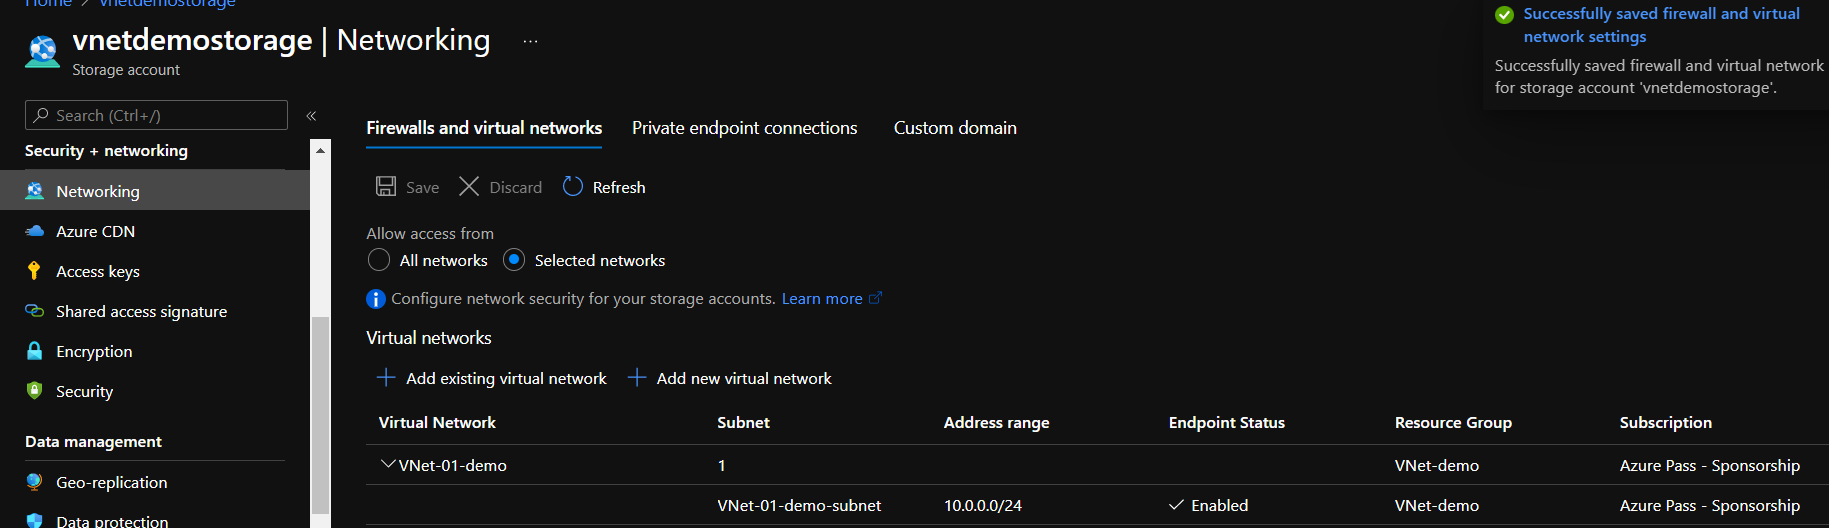 Home > vnetdemostorage
vnetdemostorage | Networking ...
Storage account
Successfully saved firewall and virtual
network settings
Successfully saved firewall and virtual network
for storage account 'vnetdemostorage'.
Search (Ctrl+/)
«
Security + networking
Networking
Azure CDN
Access keys
Shared access signature
Encryption
Security
Data management
Geo-replication
Data protection
Firewalls and virtual networks Private endpoint connections Custom domain
Save Discard Refresh
Allow access from
All networks Selected networks
Configure network security for your storage accounts. Learn more
Virtual networks
+ Add existing virtual network + Add new virtual network
Virtual Network Subnet Address range Endpoint Status Resource Group Subscription
VNet-01-demo 1 VNet-demo Azure Pass - Sponsorship
VNet-01-demo-subnet 10.0.0.0/24 Enabled VNet-demo Azure Pass - Sponsorship